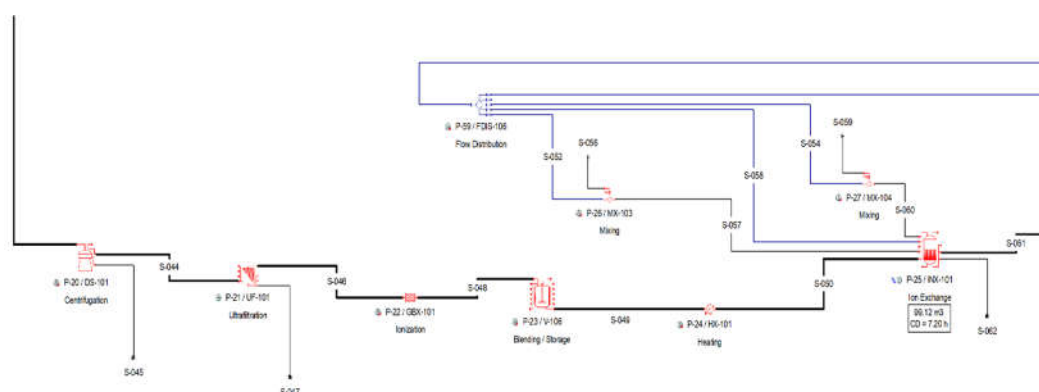 S-059
S-056
P-59 / FDIS-106
Flow Distribution
S-052
S-058
S-054
P-27 / MX-104
Mixing
S-060
P-26 / MX-103
Mixing
S-057
S-061
S-044
P-20 / DS-101
Centrifugation
S-046
P-21 / UF-101
Ultrafiltration
S-048
P-22 / GBX-101
Ionization
S-050
P-25 / INX-101
Ion Exchange
99.12 m3
CD = 7.20 h
P-23 / V-106
Blending / Storage
S-049
P-24 / HX-101
Heating
S-062
S-045
S-047